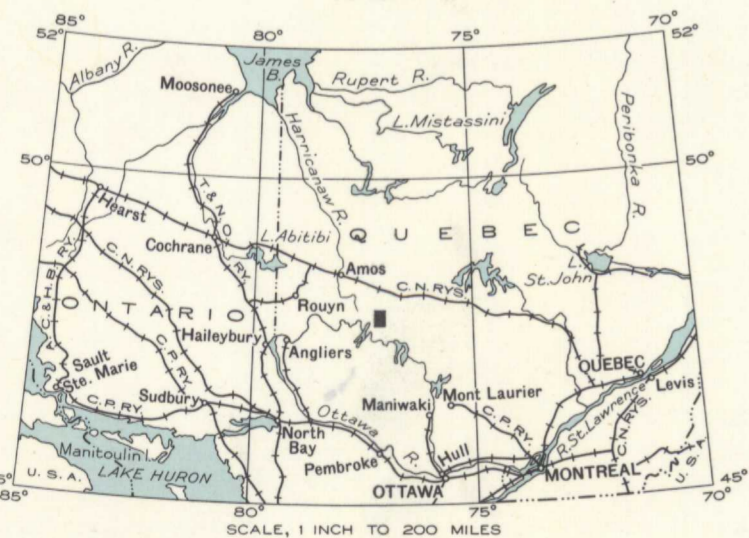 85°
80°
75°
70°
52°
52°
Albany R.
James
B.
Moosonee
Rupert R.
L. Mistassini
Harricanaw R.
Peribonka R.
50°
50°
Hearst
T. & N.O. RY.
Cochrane
L. Abitibi
QUEBEC
L.
St. John
Amos
C.N. RYS.
C.N. RYS.
A.C. & H.B. RY.
Rouyn
ONTARIO
Haileybury
Angliers
C.P. RY.
Sault
Ste. Marie
C.P. RY.
Sudbury
QUEBEC
Levis
Mont Laurier
Maniwaki
C.P. RY.
R. St. Lawrence
C.N. RYS.
Ottawa R.
North
Bay
Hull
Pembroke
Manitoulin I.
LAKE HURON
U.S.A.
OTTAWA
MONTREAL
U.S.A.
5°
85°
80°
75°
70°
45°
SCALE, 1 INCH TO 200 MILES